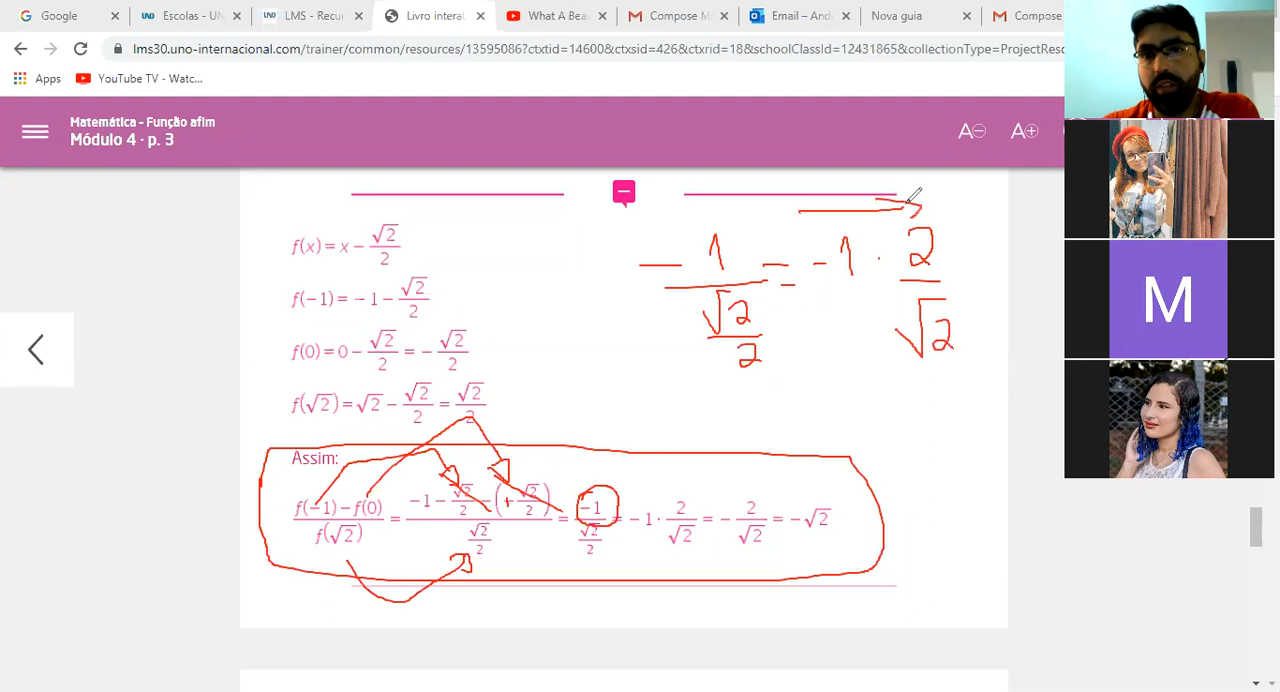 Google
Escolas - UN
LMS - Recur
Livro interat
What A Bea
Compose M
Email – And
Nova guia
Compose
lms30.uno-internacional.com/trainer/common/resources/13595086?ctxtid=14600&ctxsid=426&ctxrid=18&schoolClassId=12431865&collectionType=ProjectReso
Apps
YouTube TV - Watc...
Matemática - Função afim
Módulo 4 · p. 3
A− A+
f(x) = x − √2/2
f(−1) = −1 − √2/2
f(0) = 0 − √2/2 = − √2/2
f(√2) = √2 − √2/2 = √2/2
− 1/(√2/2) = −1 · 2/√2
Assim:
(f(−1) − f(0))/f(√2) = (−1 − √2/2 − (− √2/2))/(√2/2) = −1/(√2/2) = −1 · 2/√2 = − 2/√2 = −√2
M